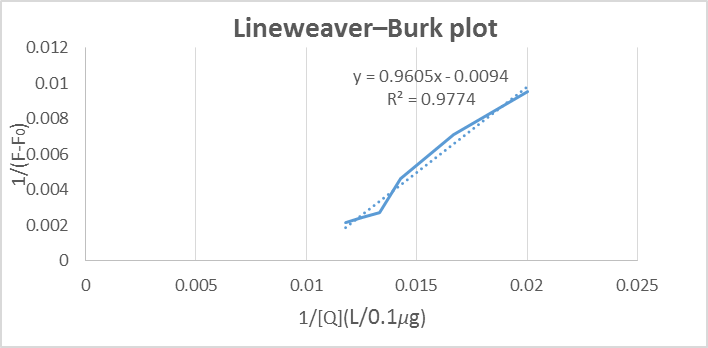 Lineweaver–Burk plot
0.012
0.01
0.008
0.006
0.004
0.002
0
1/(F-F₀)
y = 0.9605x - 0.0094
R² = 0.9774
0 0.005 0.01 0.015 0.02 0.025
1/[Q](L/0.1𝜇g)